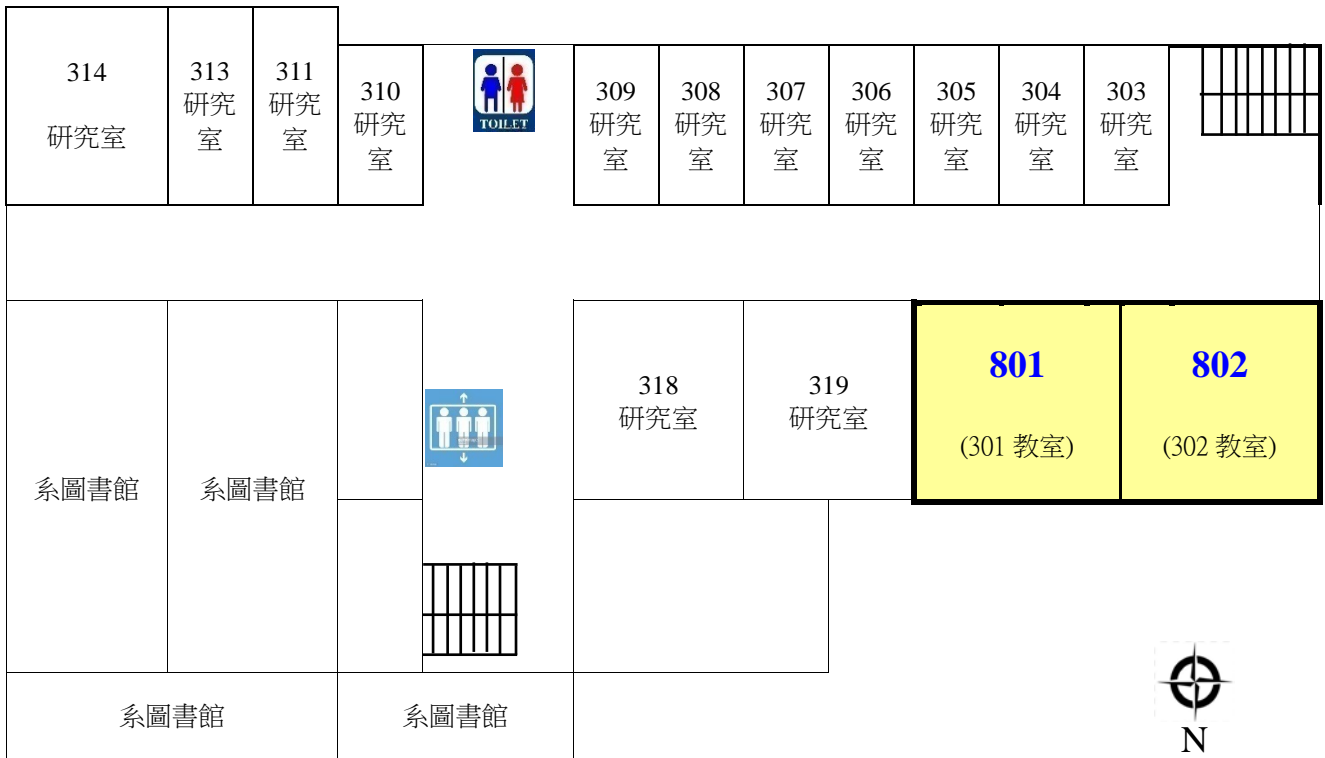 314
研究室
313
研究
室
311
研究
室
310
研究
室
TOILET
309
研究
室
308
研究
室
307
研究
室
306
研究
室
305
研究
室
304
研究
室
303
研究
室
系圖書館
系圖書館
318
研究室
319
研究室
801
(301 教室)
802
(302 教室)
系圖書館
系圖書館
N